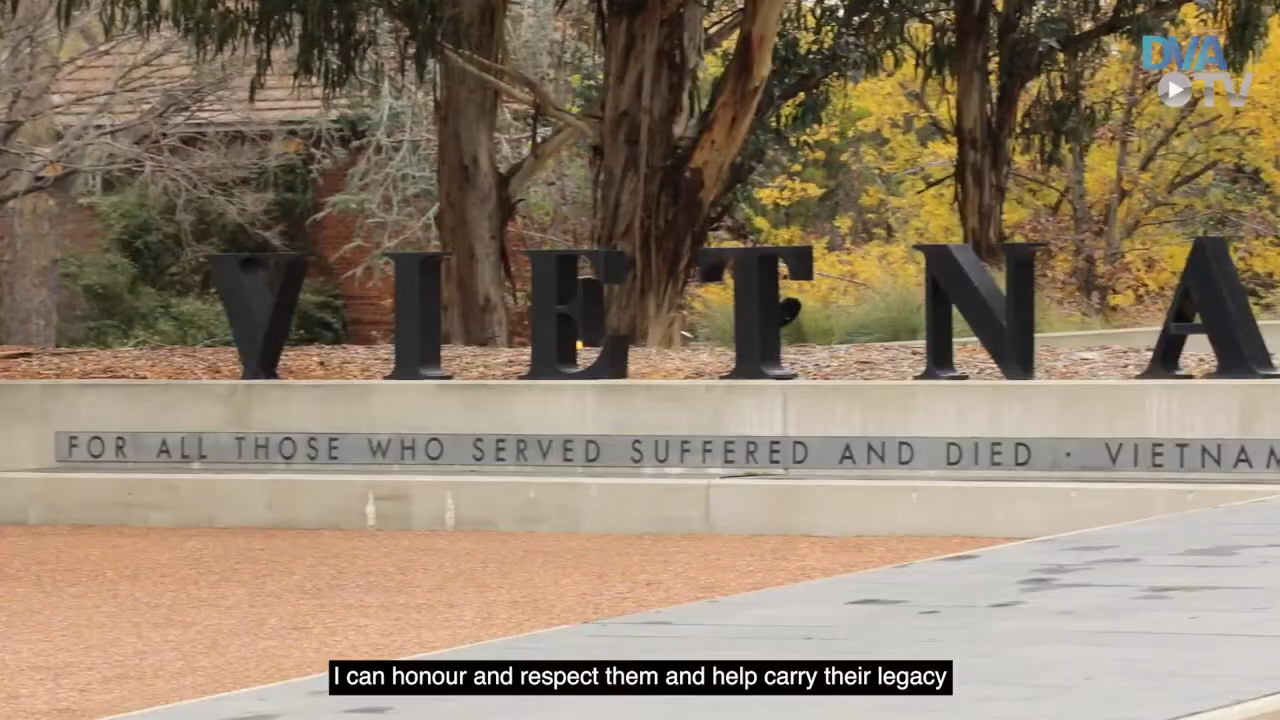 DVA
TV
VIETNA
FOR ALL THOSE WHO SERVED SUFFERED AND DIED · VIETNAM
I can honour and respect them and help carry their legacy